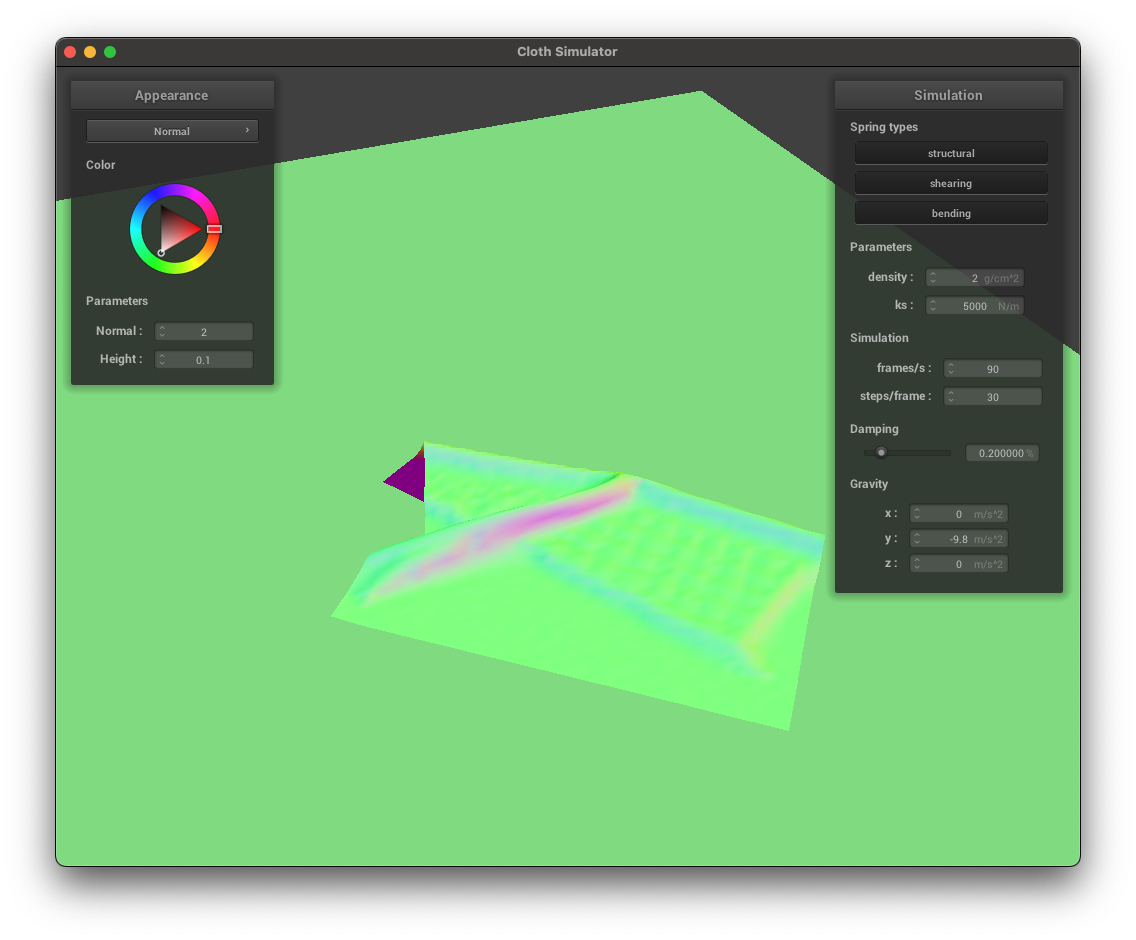 Cloth Simulator
Appearance
Normal
Color
Parameters
Normal : 2
Height : 0.1
Simulation
Spring types
structural
shearing
bending
Parameters
density : 2 g/cm^2
ks : 5000 N/m
Simulation
frames/s : 90
steps/frame : 30
Damping
0.200000 %
Gravity
x : 0 m/s^2
y : -9.8 m/s^2
z : 0 m/s^2